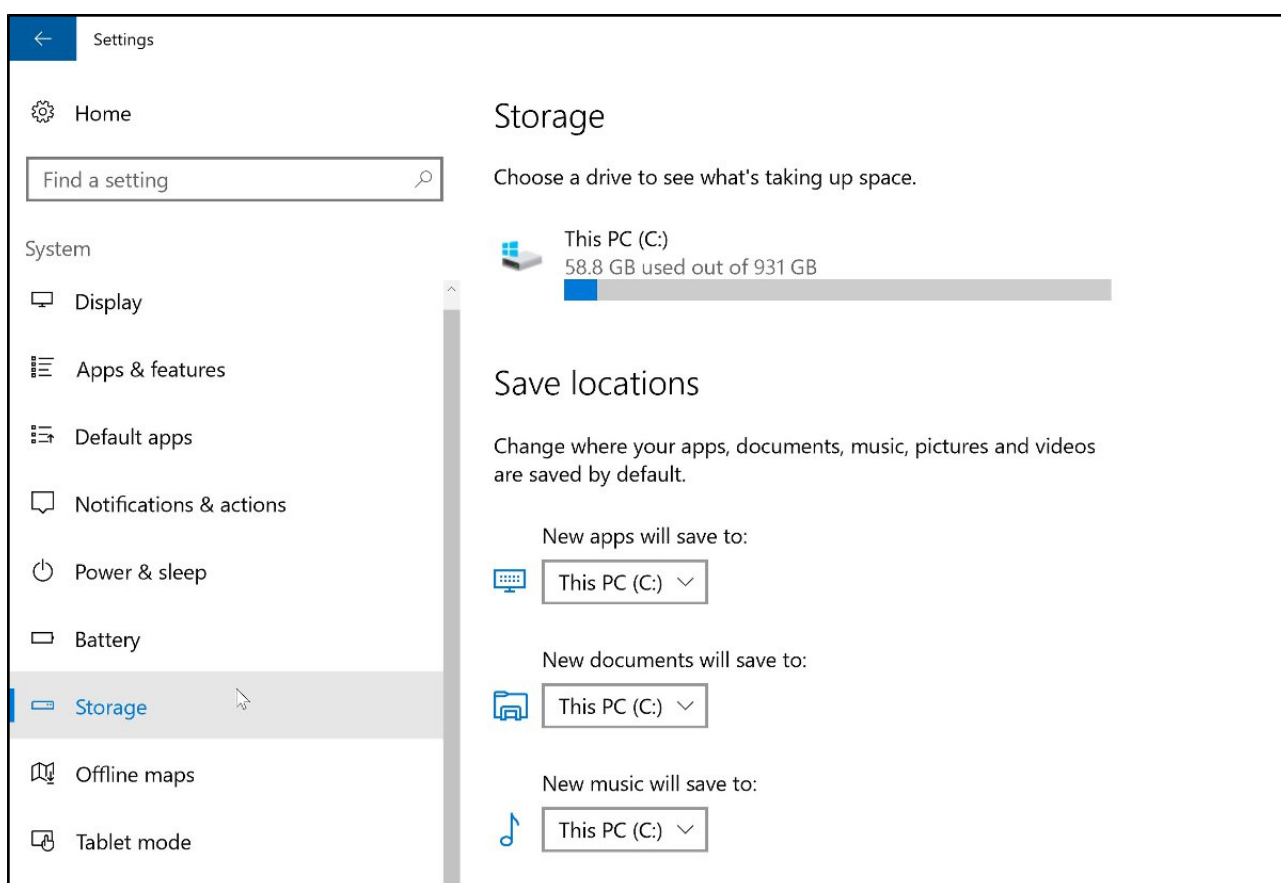 Settings
Home
Find a setting
System
Display
Apps & features
Default apps
Notifications & actions
Power & sleep
Battery
Storage
Offline maps
Tablet mode
Storage
Choose a drive to see what's taking up space.
This PC (C:)
58.8 GB used out of 931 GB
Save locations
Change where your apps, documents, music, pictures and videos
are saved by default.
New apps will save to:
This PC (C:)
New documents will save to:
This PC (C:)
New music will save to:
This PC (C:)